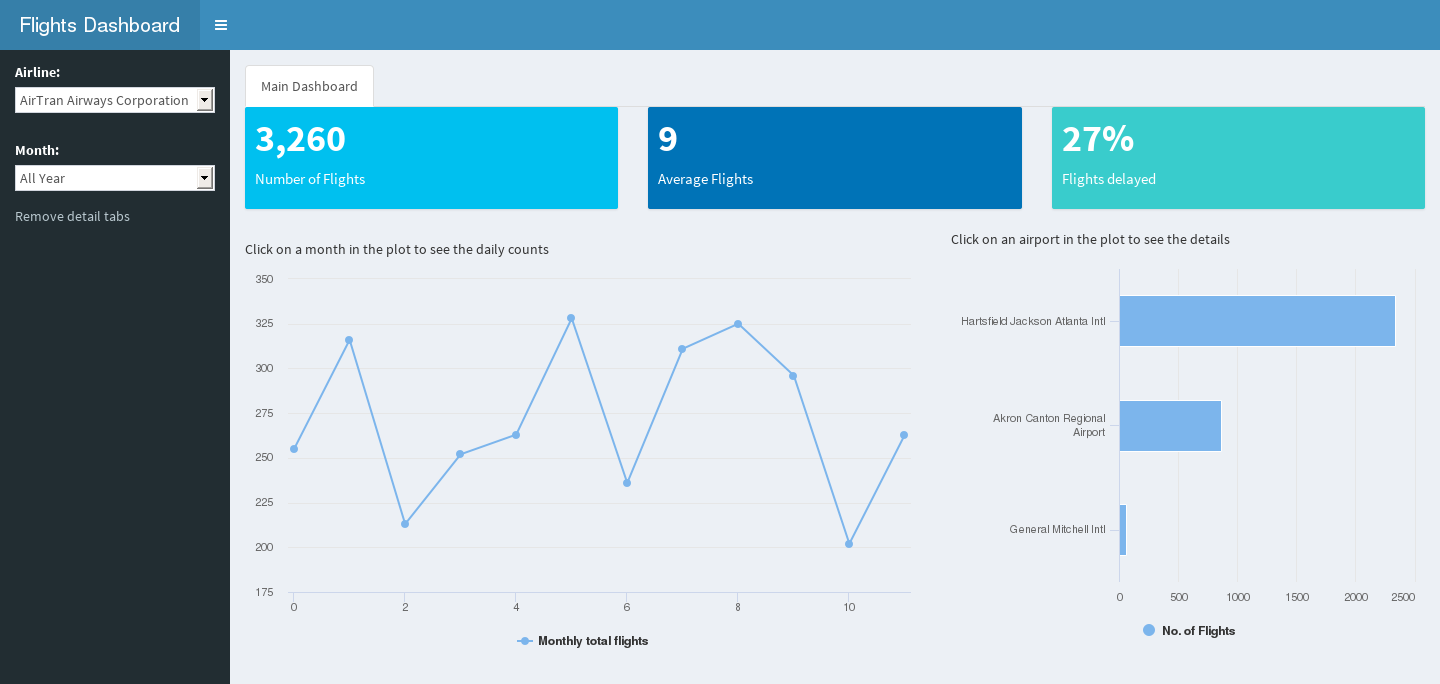 Flights Dashboard
Airline:
AirTran Airways Corporation
Month:
All Year
Remove detail tabs
Main Dashboard
3,260
Number of Flights
9
Average Flights
27%
Flights delayed
Click on a month in the plot to see the daily counts
350
325
300
275
250
225
200
175
0
2
4
6
8
10
Monthly total flights
Click on an airport in the plot to see the details
Hartsfield Jackson Atlanta Intl
Akron Canton Regional
Airport
General Mitchell Intl
0
500
1000
1500
2000
2500
No. of Flights